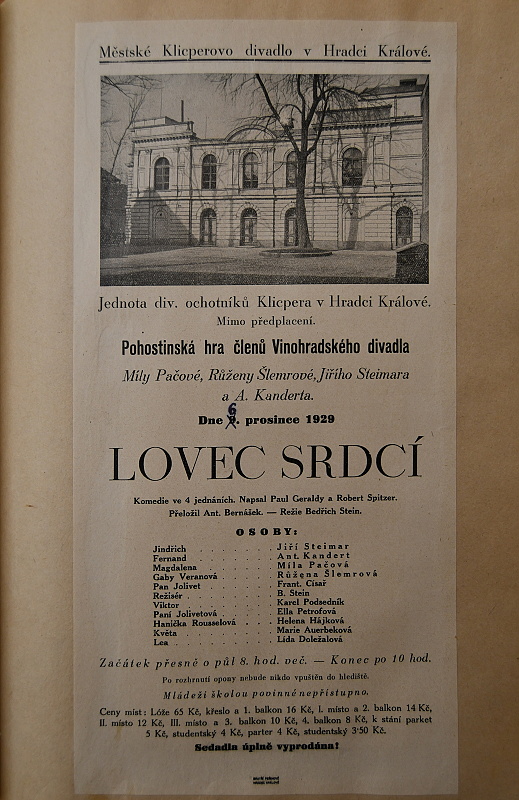 Městské Klicperovo divadlo v Hradci Králové.
Jednota div. ochotníků Klicpera v Hradci Králové.
Mimo předplacení.
Pohostinská hra členů Vinohradského divadla
Míly Pačové, Růženy Šlemrové, Jiřího Steimara
a A. Kanderta.
Dne 6. prosince 1929
LOVEC SRDCÍ
Komedie ve 4 jednáních. Napsal Paul Geraldy a Robert Spitzer.
Přeložil Ant. Bernášek. — Režie Bedřich Stein.
OSOBY:
Jindřich . . . . . . . Jiří Steimar
Fernand . . . . . . . Ant. Kandert
Magdalena . . . . . . Míla Pačová
Gaby Veranová . . . . . Růžena Šlemrová
Pan Jolivet . . . . . . Frant. Císař
Režisér . . . . . . . B. Stein
Viktor . . . . . . . Karel Podsedník
Paní Jolivetová . . . . . Ella Petrofová
Hanička Rousselová . . . . Helena Hájková
Květa . . . . . . . Marie Auerbeková
Lea . . . . . . . . Lída Doležalová
Začátek přesně o půl 8. hod. več. — Konec po 10 hod.
Po rozhrnutí opony nebude nikdo vpuštěn do hlediště.
Mládeži školou povinné nepřístupno.
Ceny míst: Lóže 65 Kč, křeslo a 1. balkon 16 Kč, I. místo a 2. balkon 14 Kč,
II. místo 12 Kč, III. místo a 3. balkon 10 Kč, 4. balkon 8 Kč, k stání parket
5 Kč, studentský 4 Kč, parter 4 Kč, studentský 3·50 Kč.
Sedadla úplně vyprodána!